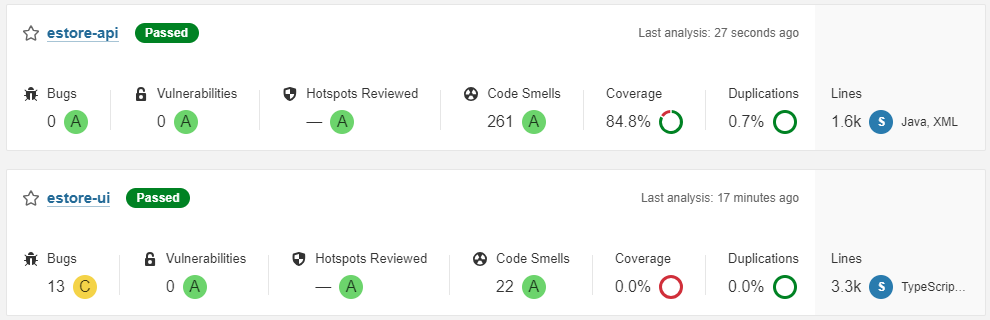 estore-api Passed Last analysis: 27 seconds ago
Bugs Vulnerabilities Hotspots Reviewed Code Smells Coverage Duplications Lines
0 A 0 A — A 261 A 84.8% 0.7% 1.6k S Java, XML
estore-ui Passed Last analysis: 17 minutes ago
Bugs Vulnerabilities Hotspots Reviewed Code Smells Coverage Duplications Lines
13 C 0 A — A 22 A 0.0% 0.0% 3.3k S TypeScrip...